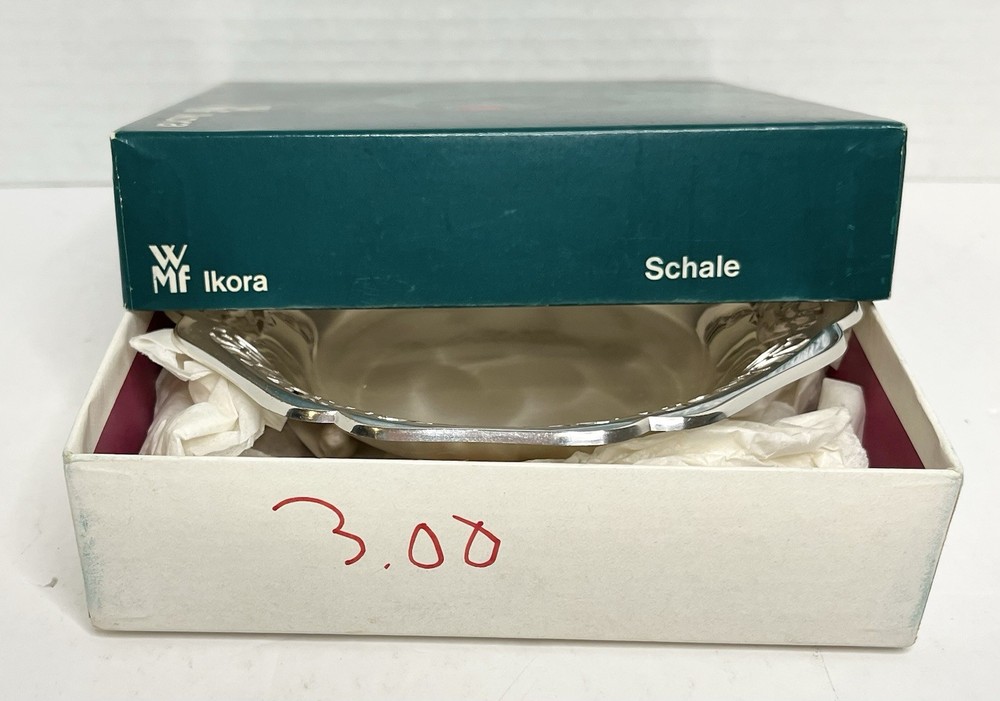 WMF Ikora
Schale
3.00